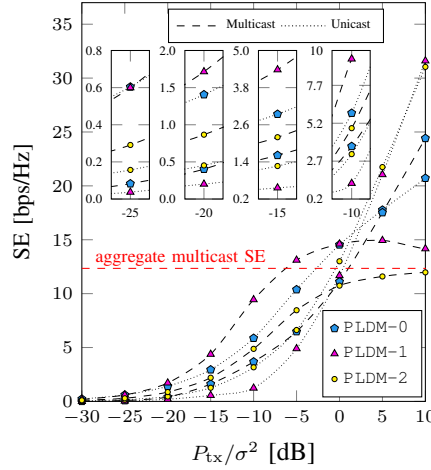 Multicast
Unicast
0.8 0.6 0.4 0.2 0.0
2.0 1.5 1.0 0.5 0.0
5.0 3.8 2.6 1.4 0.2
10 7.7 5.2 2.7 0.2
−25 −20 −15 −10
SE [bps/Hz]
35
30
25
20
15
10
5
0
aggregate multicast SE
PLDM-0
PLDM-1
PLDM-2
−30 −25 −20 −15 −10 −5 0 5 10
Ptx/σ² [dB]